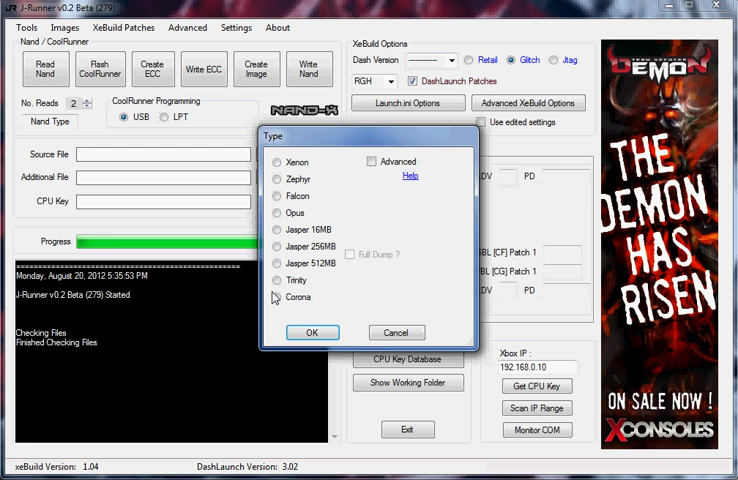 J-Runner v0.2 Beta (279)
Tools Images XeBuild Patches Advanced Settings About
Nand / CoolRunner
Read Nand
Flash CoolRunner
Create ECC
Write ECC
Create Image
Write Nand
No. Reads 2
CoolRunner Programming
USB LPT
Nand Type
NAND-X
XeBuild Options
Dash Version ------- Retail Glitch Jtag
RGH DashLaunch Patches
Launch.ini Options Advanced XeBuild Options
Use edited settings
Source File
Additional File
CPU Key
Progress
Type
Xenon
Zephyr
Falcon
Opus
Jasper 16MB
Jasper 256MB
Jasper 512MB
Trinity
Corona
Advanced
Help
Full Dump ?
OK Cancel
PD
[CF] Patch 1
[CG] Patch 1
PD
==========================================
Monday, August 20, 2012 5:35:53 PM
J-Runner v0.2 Beta (279) Started
Checking Files
Finished Checking Files
CPU Key Database
Show Working Folder
Exit
Xbox IP :
192.168.0.10
Get CPU Key
Scan IP Range
Monitor COM
TEAM XECUTER
DEMON
THE
DEMON
HAS
RISEN
ON SALE NOW !
XCONSOLES
xeBuild Version: 1.04 DashLaunch Version: 3.02